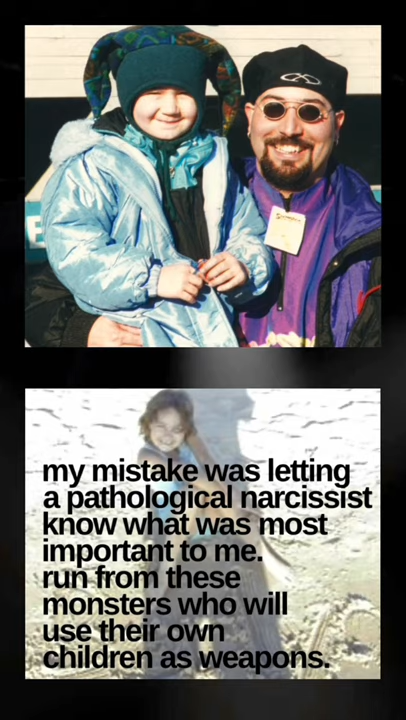 my mistake was letting
a pathological narcissist
know what was most
important to me.
run from these
monsters who will
use their own
children as weapons.